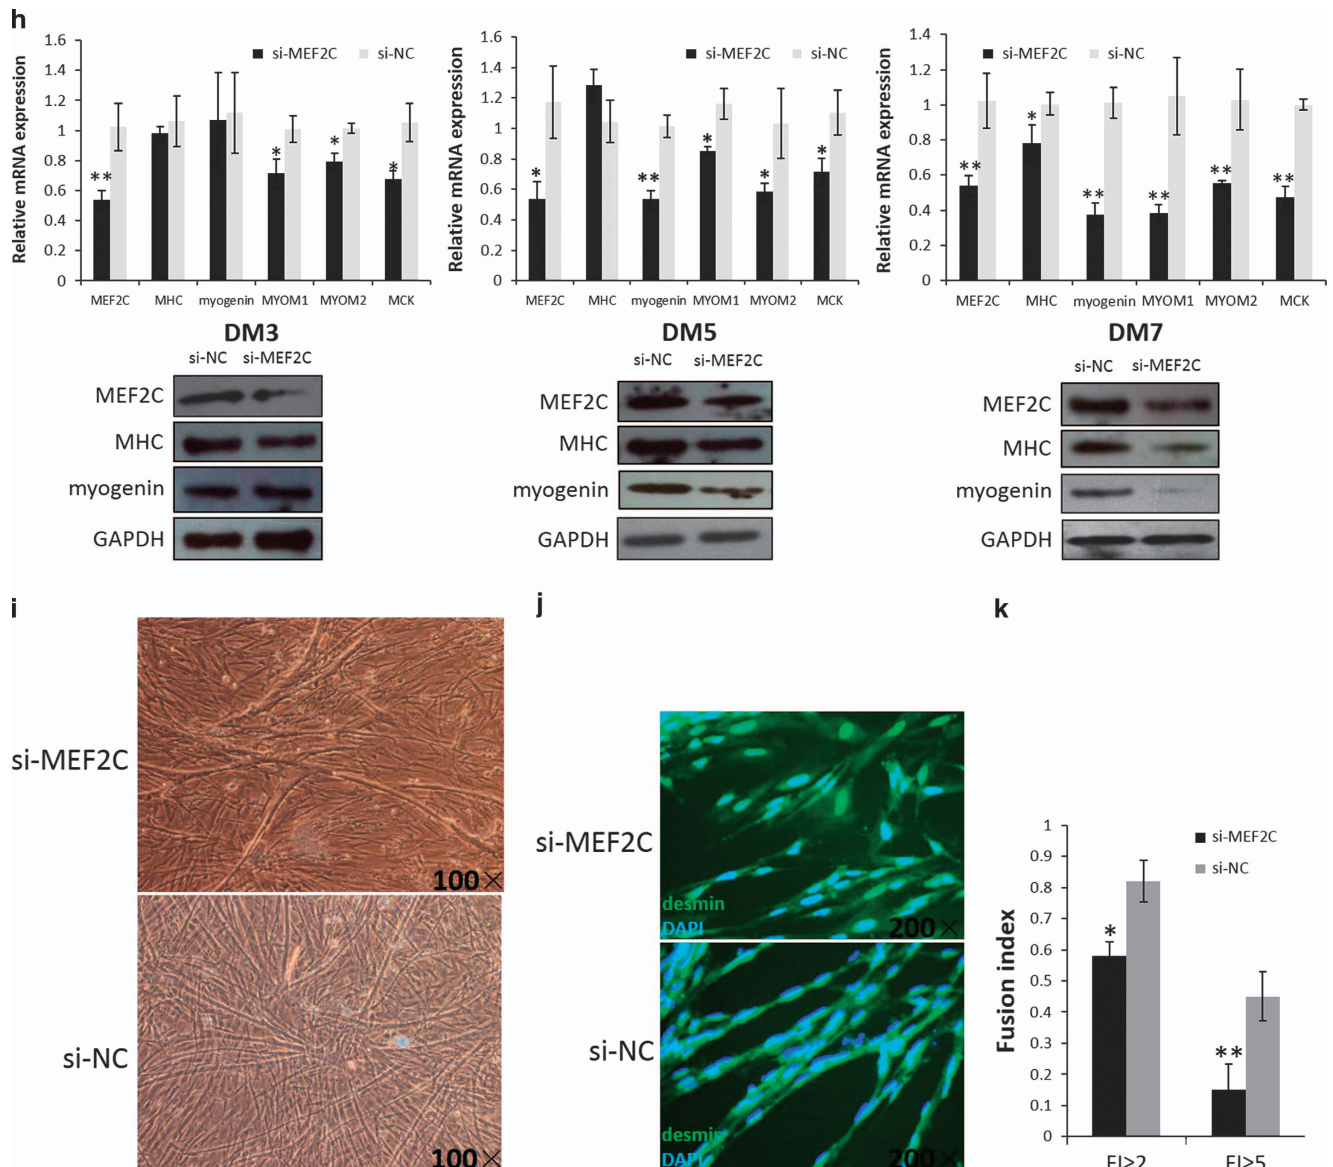 h
1.6
1.4
1.2
1
0.8
0.6
0.4
0.2
0
Relative mRNA expression
si-MEF2C si-NC
**
*
*
*
MEF2C MHC myogenin MYOM1 MYOM2 MCK
DM3
1.6
1.4
1.2
1
0.8
0.6
0.4
0.2
0
Relative mRNA expression
si-MEF2C si-NC
*
**
*
*
*
MEF2C MHC myogenin MYOM1 MYOM2 MCK
DM5
1.4
1.2
1
0.8
0.6
0.4
0.2
0
Relative mRNA expression
si-MEF2C si-NC
**
*
**
**
**
**
MEF2C MHC myogenin MYOM1 MYOM2 MCK
DM7
si-NC si-MEF2C
MEF2C
MHC
myogenin
GAPDH
si-NC si-MEF2C
MEF2C
MHC
myogenin
GAPDH
si-NC si-MEF2C
MEF2C
MHC
myogenin
GAPDH
i
si-MEF2C
100×
si-NC
100×
j
si-MEF2C
desmin
DAPI
200×
si-NC
desmin
DAPI
200×
k
1
0.9
0.8
0.7
0.6
0.5
0.4
0.3
0.2
0.1
0
Fusion index
si-MEF2C
si-NC
*
**
FI>2 FI>5